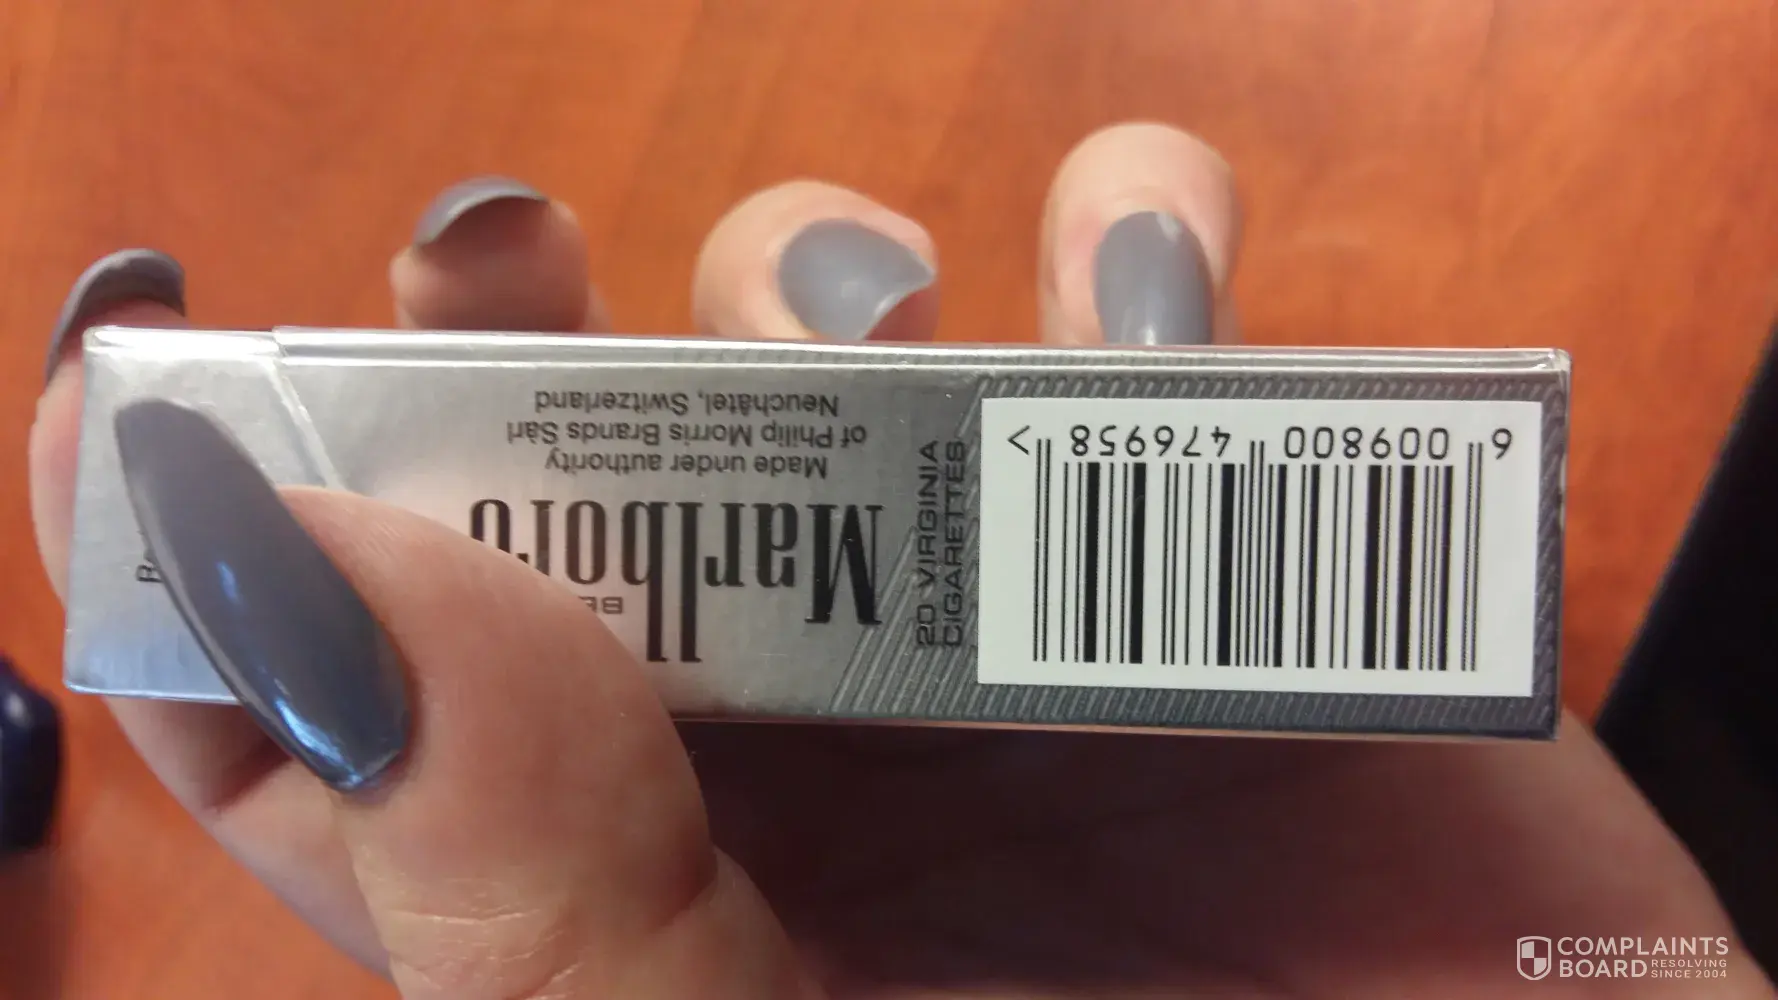 Marlboro
Made under authority
of Philip Morris Brands Sàrl
Neuchâtel, Switzerland
20 VIRGINIA
CIGARETTES
6 009800 476958 >
COMPLAINTS
BOARD RESOLVING
SINCE 2004